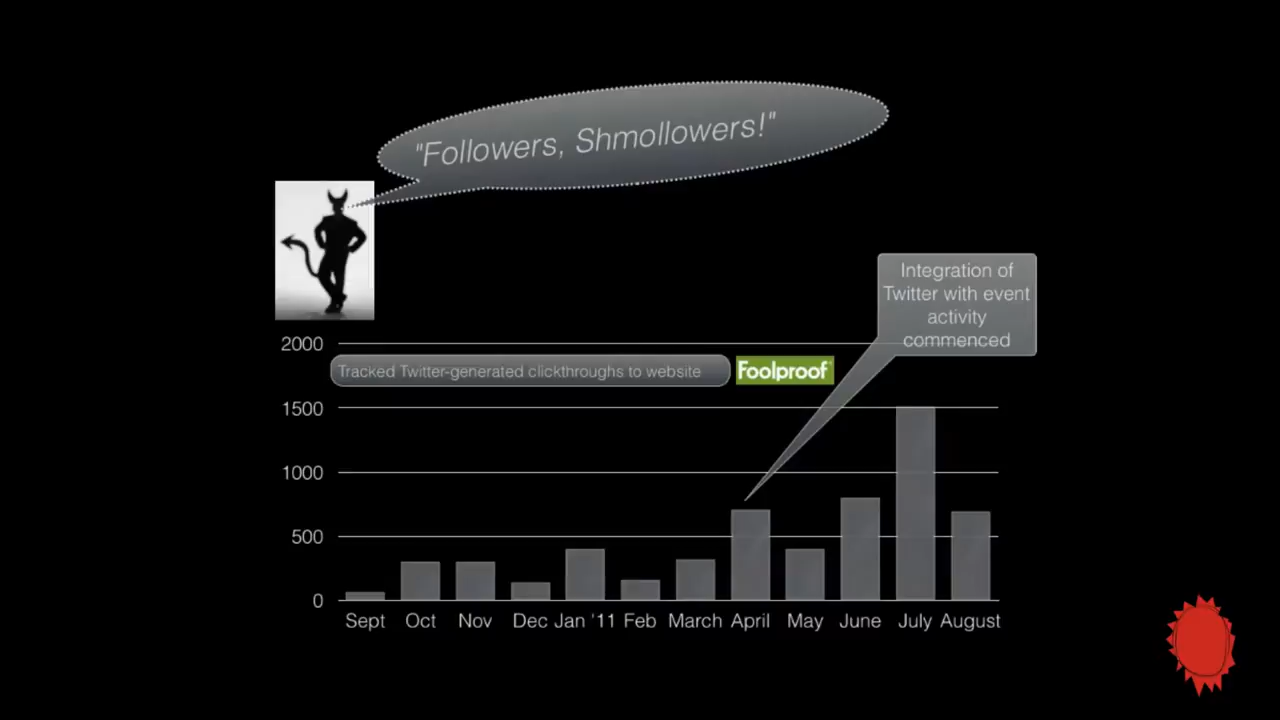 "Followers, Shmollowers!"
Integration of
Twitter with event
activity
commenced
2000
Tracked Twitter-generated clickthroughs to website
Foolproof
1500
1000
500
0
Sept Oct Nov Dec Jan '11 Feb March April May June July August